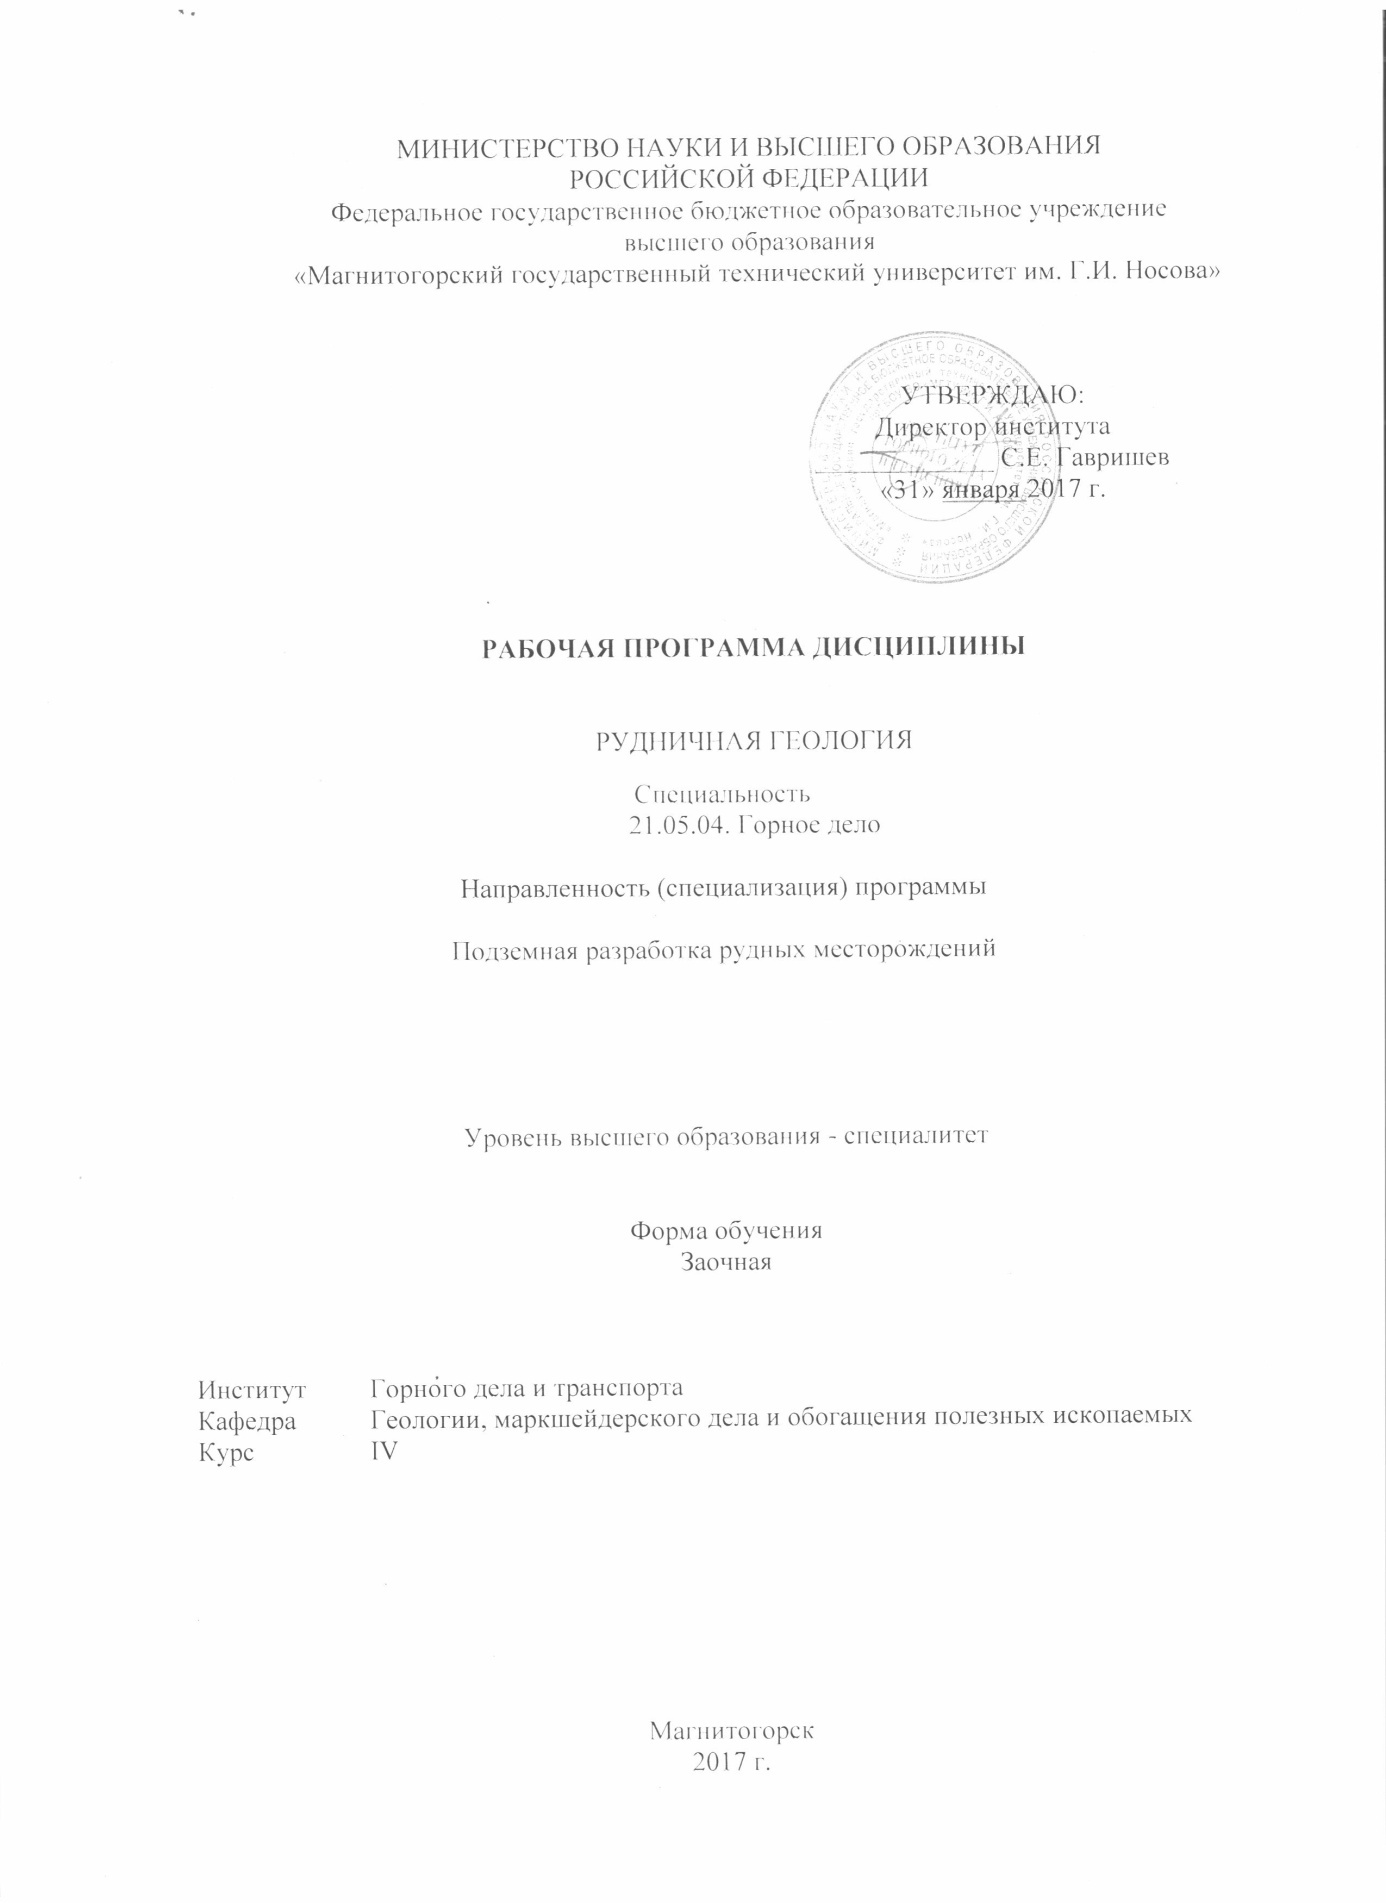 МИНИСТЕРСТВО НАУКИ И ВЫСШЕГО ОБРАЗОВАНИЯ
РОССИЙСКОЙ ФЕДЕРАЦИИ
Федеральное государственное бюджетное образовательное учреждение
высшего образования
«Магнитогорский государственный технический университет им. Г.И. Носова»
УТВЕРЖДАЮ:
Директор института
С.Е. Гавришев
«31» января 2017 г.
РАБОЧАЯ ПРОГРАММА ДИСЦИПЛИНЫ
РУДНИЧНАЯ ГЕОЛОГИЯ
Специальность
21.05.04. Горное дело
Направленность (специализация) программы
Подземная разработка рудных месторождений
Уровень высшего образования - специалитет
Форма обучения
Заочная
Институт Горного дела и транспорта
Кафедра Геологии, маркшейдерского дела и обогащения полезных ископаемых
Курс IV
Магнитогорск
2017 г.